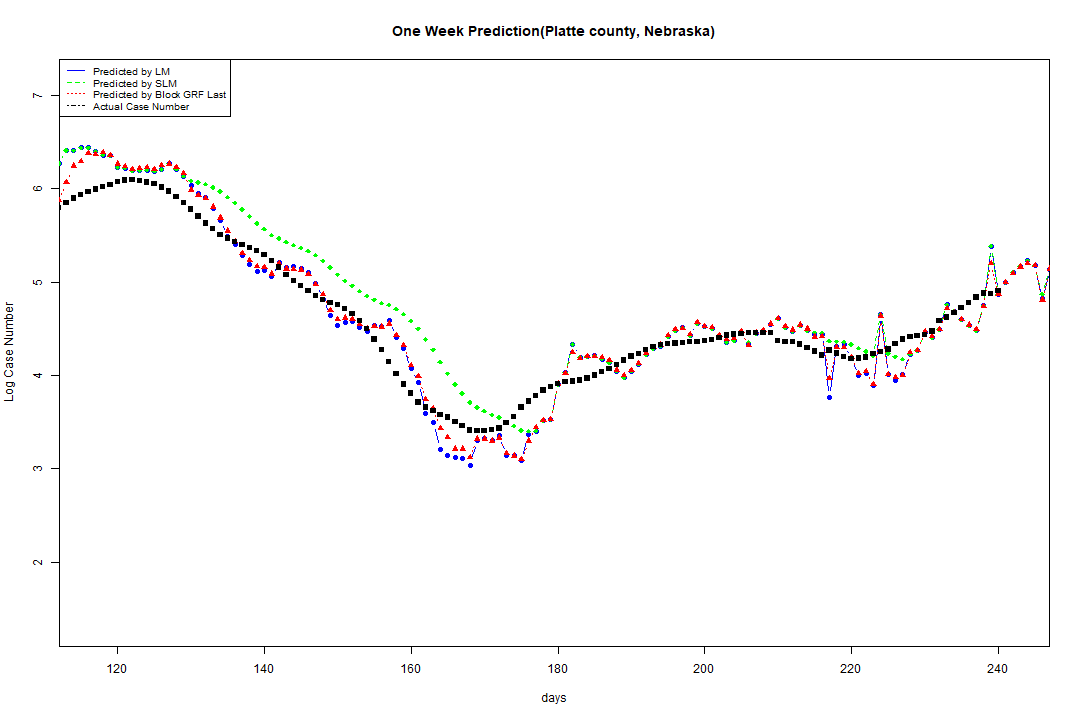 One Week Prediction(Platte county, Nebraska)
Predicted by LM
Predicted by SLM
Predicted by Block GRF Last
Actual Case Number
7
6
5
4
3
2
Log Case Number
120 140 160 180 200 220 240
days